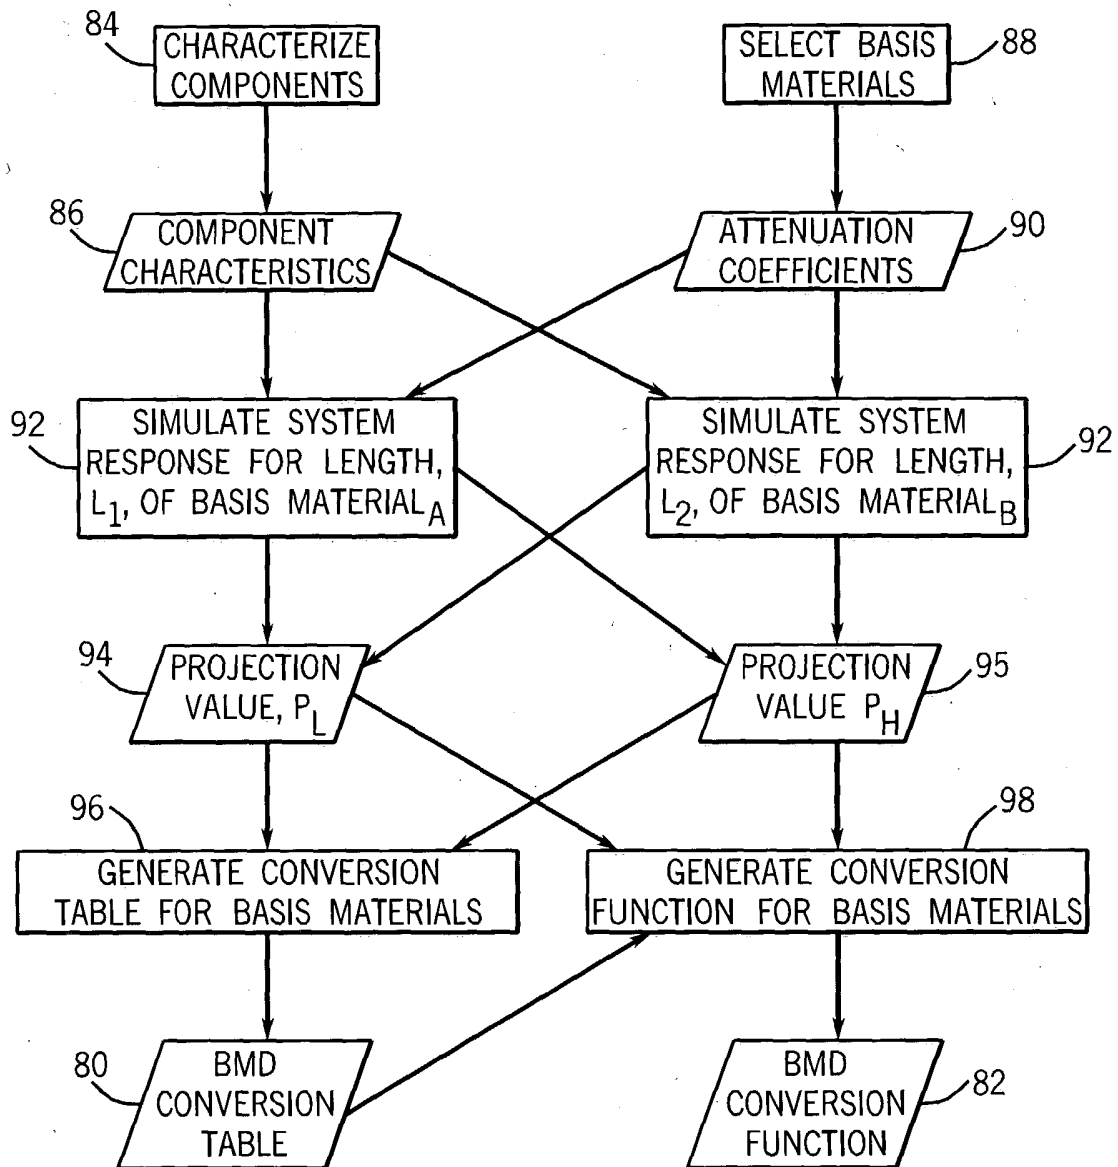 84
CHARACTERIZE
COMPONENTS
SELECT BASIS
MATERIALS
88
86
COMPONENT
CHARACTERISTICS
ATTENUATION
COEFFICIENTS
90
92
SIMULATE SYSTEM
RESPONSE FOR LENGTH,
L1, OF BASIS MATERIALA
SIMULATE SYSTEM
RESPONSE FOR LENGTH,
L2, OF BASIS MATERIALB
92
94
PROJECTION
VALUE, PL
PROJECTION
VALUE PH
95
96
GENERATE CONVERSION
TABLE FOR BASIS MATERIALS
98
GENERATE CONVERSION
FUNCTION FOR BASIS MATERIALS
80
BMD
CONVERSION
TABLE
BMD
CONVERSION
FUNCTION
82